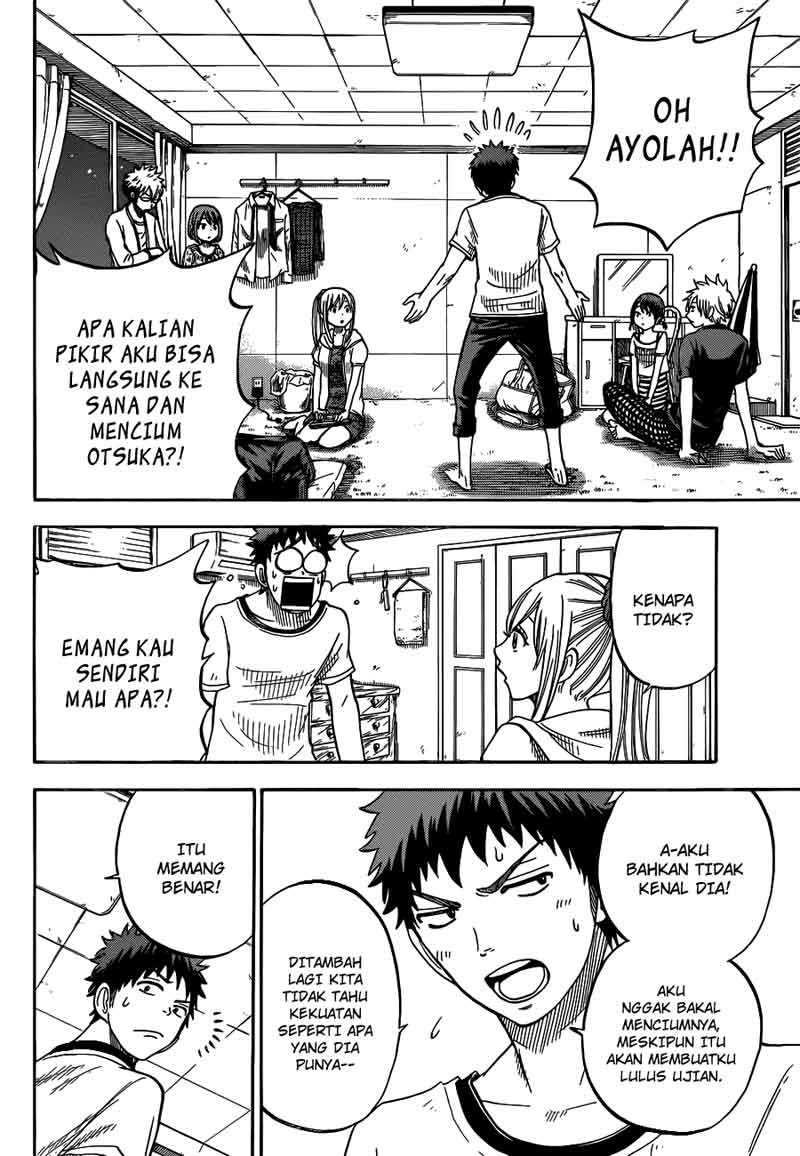 OH
AYOLAH!!
APA KALIAN
PIKIR AKU BISA
LANGSUNG KE
SANA DAN
MENCIUM
OTSUKA?!
KENAPA
TIDAK?
EMANG KAU
SENDIRI
MAU APA?!
A-AKU
BAHKAN TIDAK
KENAL DIA!
AKU
NGGAK BAKAL
MENCIUMNYA,
MESKIPUN ITU
AKAN MEMBUATKU
LULUS UJIAN.
DITAMBAH
LAGI KITA
TIDAK TAHU
KEKUATAN
SEPERTI APA
YANG DIA
PUNYA--
ITU
MEMANG
BENAR!